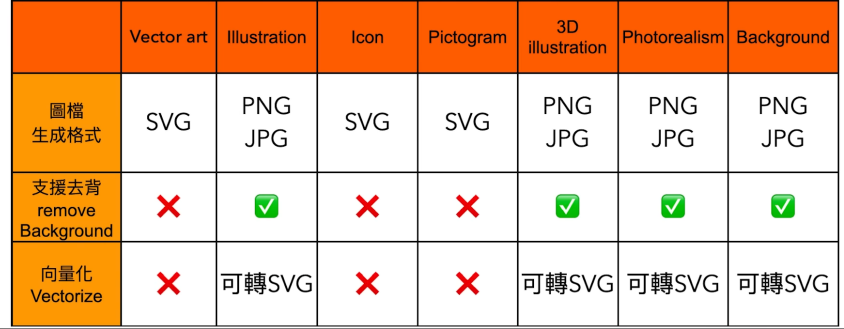 Vector art Illustration Icon Pictogram 3D illustration Photorealism Background
圖檔
生成格式
SVG PNG JPG SVG SVG PNG JPG PNG JPG PNG JPG
支援去背
remove
Background
❌ ✅ ❌ ❌ ✅ ✅ ✅
向量化
Vectorize
❌ 可轉SVG ❌ ❌ 可轉SVG 可轉SVG 可轉SVG